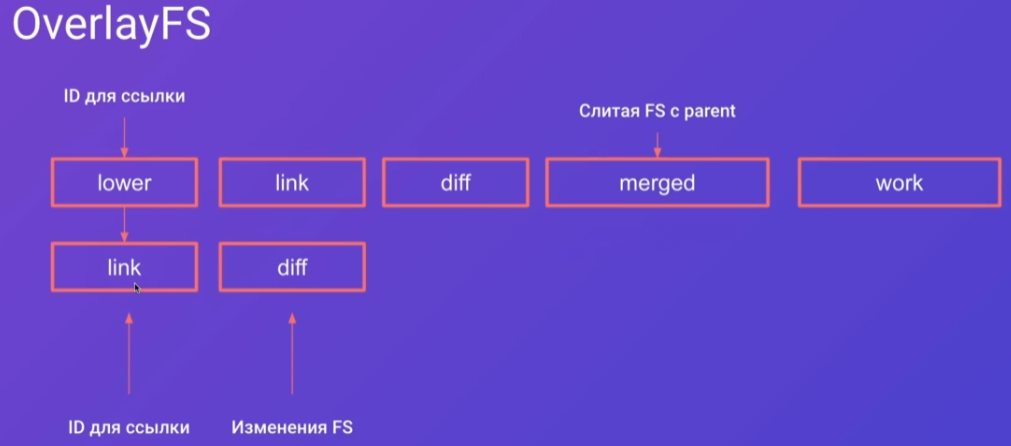 OverlayFS
ID для ссылки
Слитая FS с parent
lower
link
diff
merged
work
link
diff
ID для ссылки
Изменения FS